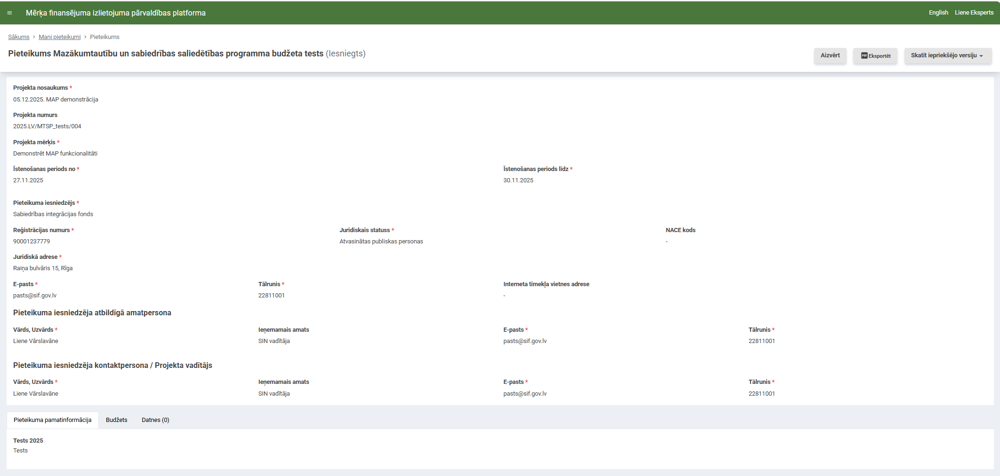 Mērķa finansējuma izlietojuma pārvaldības platforma
English Liene Eksperts
Sākums > Mani pieteikumi > Pieteikums
Pieteikums Mazākumtautību un sabiedrības saliedētības programma budžeta tests (Iesniegts)
Aizvērt PDF Eksportēt Skatīt iepriekšējo versiju
Projekta nosaukums *
05.12.2025. MAP demonstrācija
Projekta numurs
2025.LV/MTSP_tests/004
Projekta mērķis *
Demonstrēt MAP funkcionalitāti
Īstenošanas periods no * Īstenošanas periods līdz *
27.11.2025 30.11.2025
Pieteikuma iesniedzējs *
Sabiedrības integrācijas fonds
Reģistrācijas numurs * Juridiskais statuss * NACE kods
90001237779 Atvasinātas publiskas personas -
Juridiskā adrese *
Raiņa bulvāris 15, Rīga
E-pasts * Tālrunis * Interneta tīmekļa vietnes adrese
pasts@sif.gov.lv 22811001 -
Pieteikuma iesniedzēja atbildīgā amatpersona
Vārds, Uzvārds * Ieņemamais amats E-pasts * Tālrunis *
Liene Vārslavāne SIN vadītāja pasts@sif.gov.lv 22811001
Pieteikuma iesniedzēja kontaktpersona / Projekta vadītājs
Vārds, Uzvārds * Ieņemamais amats E-pasts * Tālrunis *
Liene Vārslavāne SIN vadītāja pasts@sif.gov.lv 22811001
Pieteikuma pamatinformācija Budžets Datnes (0)
Tests 2025
Tests